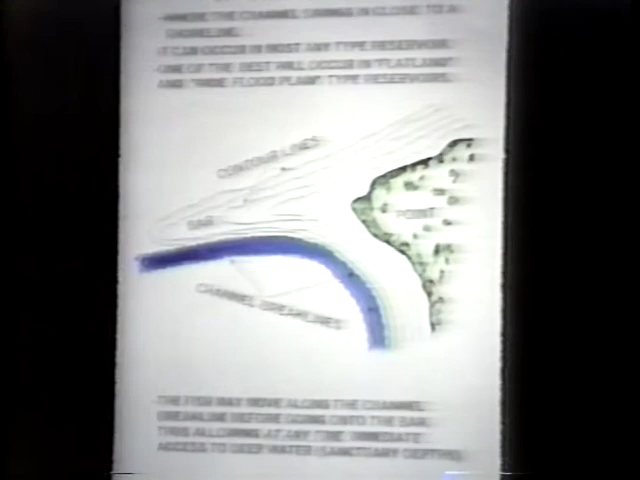 -WHERE THE CHANNEL SWINGS IN CLOSE TO A
SHORELINE.
-IT CAN OCCUR IN MOST ANY TYPE RESERVOIR.
-ONE OF THE BEST WILL OCCUR IN "FLATLAND"
AND "WIDE FLOOD PLAIN" TYPE RESERVOIRS.
CONTOUR LINES
BAR
POINT
CHANNEL BREAKLINES
-THE FISH MAY MOVE ALONG THE CHANNEL
BREAKLINE BEFORE GOING ONTO THE BAR.
THUS ALLOWING AT ANY TIME IMMEDIATE
ACCESS TO DEEP WATER (SANCTUARY DEPTHS)